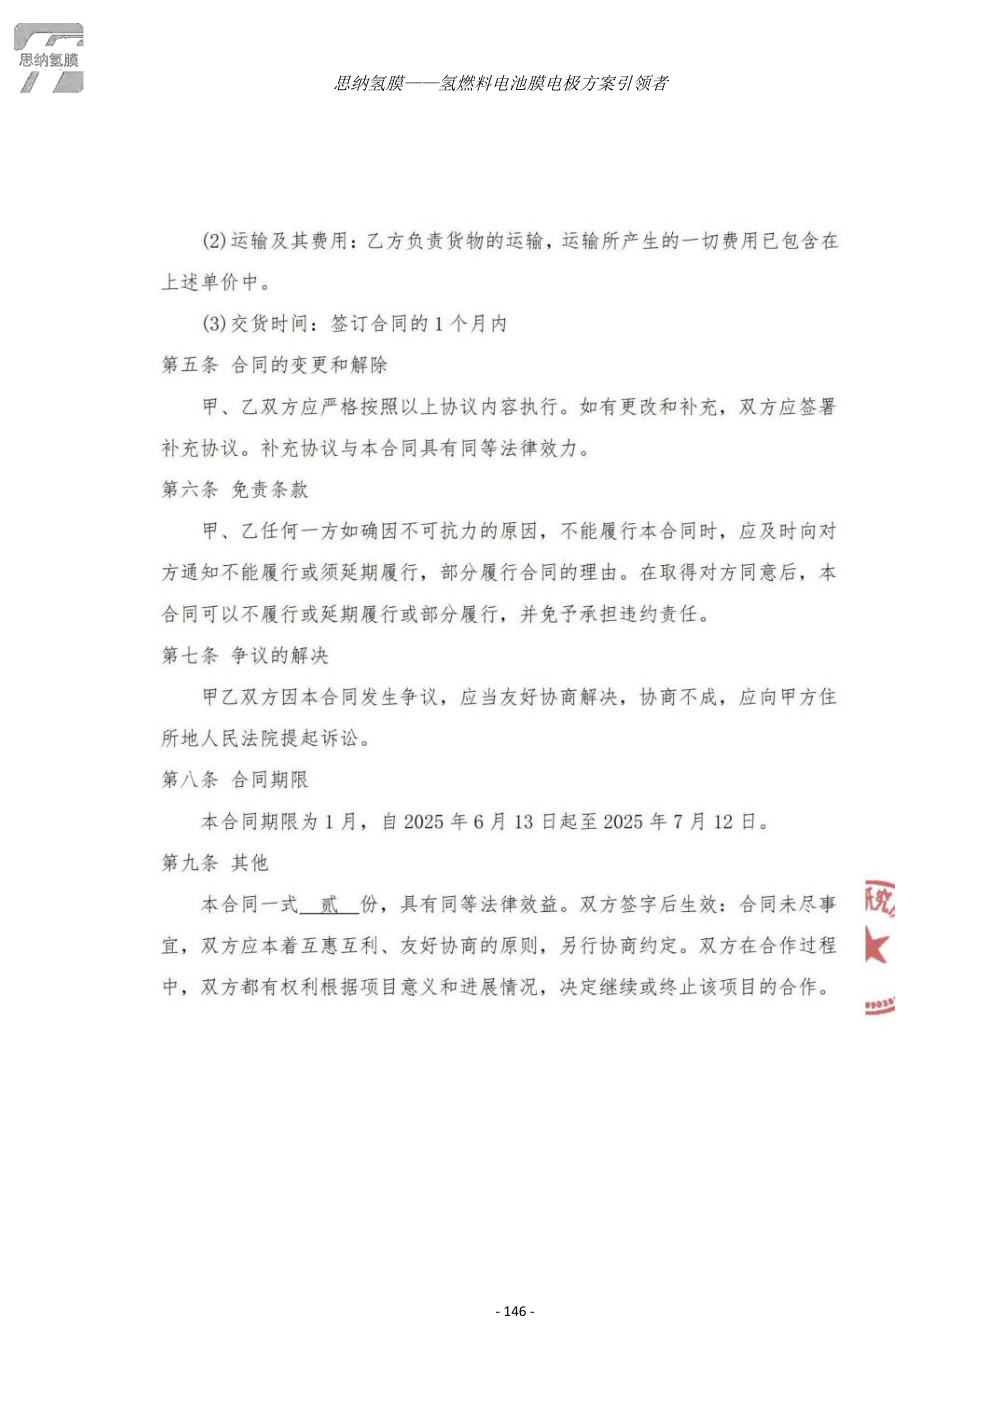 思纳氢膜
思纳氢膜——氢燃料电池膜电极方案引领者
(2)运输及其费用：乙方负责货物的运输，运输所产生的一切费用已包含在
上述单价中。
(3)交货时间：签订合同的1个月内
第五条 合同的变更和解除
甲、乙双方应严格按照以上协议内容执行。如有更改和补充，双方应签署
补充协议。补充协议与本合同具有同等法律效力。
第六条 免责条款
甲、乙任何一方如确因不可抗力的原因，不能履行本合同时，应及时向对
方通知不能履行或须延期履行，部分履行合同的理由。在取得对方同意后，本
合同可以不履行或延期履行或部分履行，并免予承担违约责任。
第七条 争议的解决
甲乙双方因本合同发生争议，应当友好协商解决，协商不成，应向甲方住
所地人民法院提起诉讼。
第八条 合同期限
本合同期限为1月，自2025年6月13日起至2025年7月12日。
第九条 其他
本合同一式 贰 份，具有同等法律效益。双方签字后生效：合同未尽事
宜，双方应本着互惠互利、友好协商的原则，另行协商约定。双方在合作过程
中，双方都有权利根据项目意义和进展情况，决定继续或终止该项目的合作。
研究
- 146 -